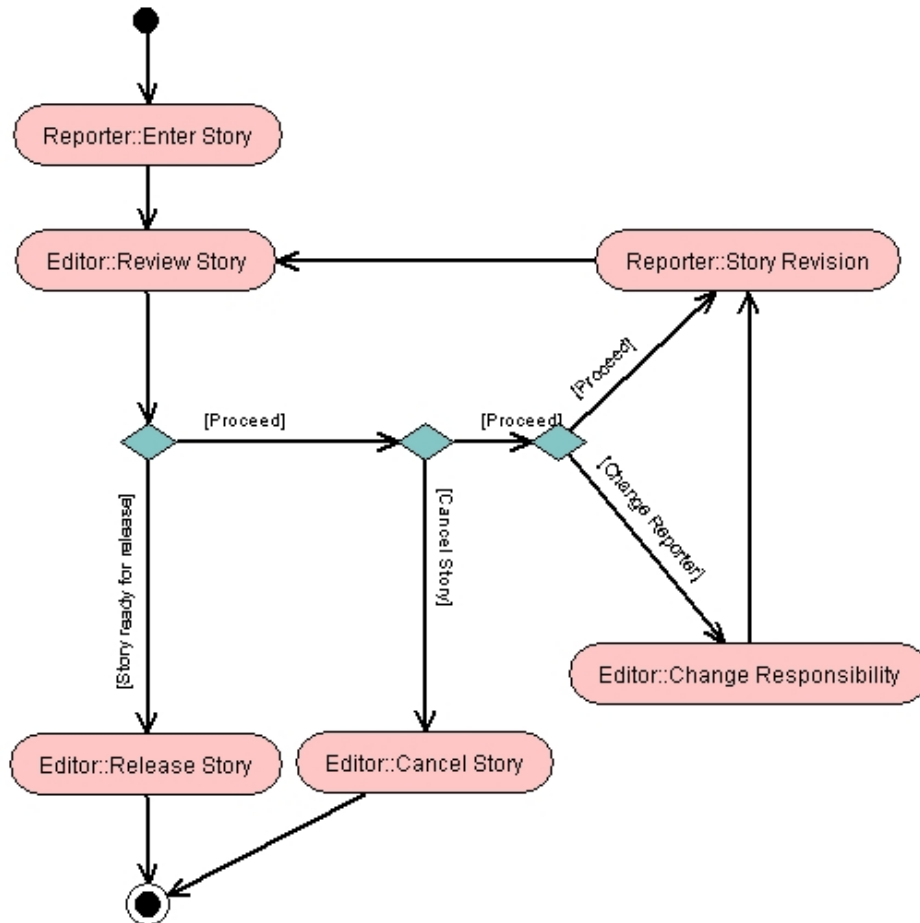 Reporter::Enter Story
Editor::Review Story
Reporter::Story Revision
[Proceed]
[Proceed]
[Proceed]
[Change Reporter]
[Story ready for release]
[Cancel Story]
Editor::Change Responsibility
Editor::Release Story
Editor::Cancel Story